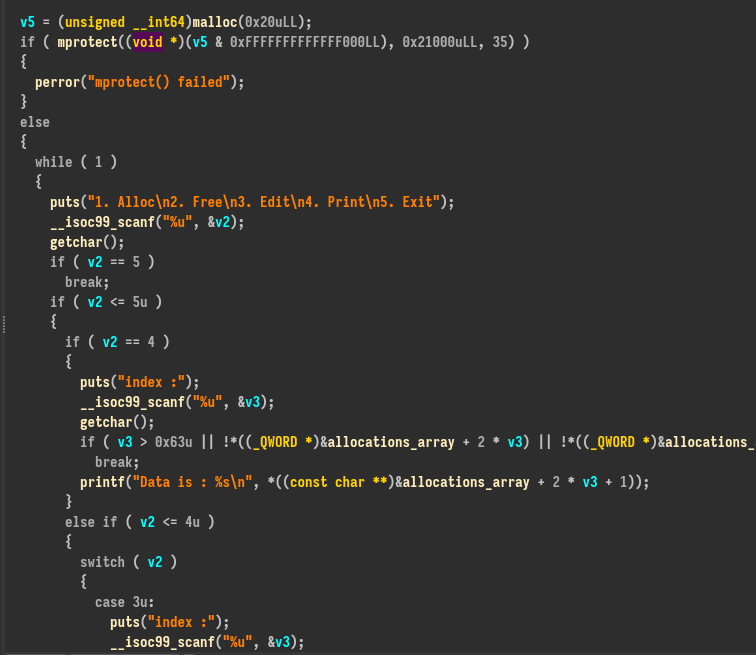 v5 = (unsigned __int64)malloc(0x20uLL);
if ( mprotect((void *)(v5 & 0xFFFFFFFFFFFFF000LL), 0x21000uLL, 35) )
{
perror("mprotect() failed");
}
else
{
while ( 1 )
{
puts("1. Alloc\n2. Free\n3. Edit\n4. Print\n5. Exit");
__isoc99_scanf("%u", &v2);
getchar();
if ( v2 == 5 )
break;
if ( v2 <= 5u )
{
if ( v2 == 4 )
{
puts("index :");
__isoc99_scanf("%u", &v3);
getchar();
if ( v3 > 0x63u || !*((_QWORD *)&allocations_array + 2 * v3) || !*((_QWORD *)&allocations_
break;
printf("Data is : %s\n", *((const char **)&allocations_array + 2 * v3 + 1));
}
else if ( v2 <= 4u )
{
switch ( v2 )
{
case 3u:
puts("index :");
__isoc99_scanf("%u", &v3);